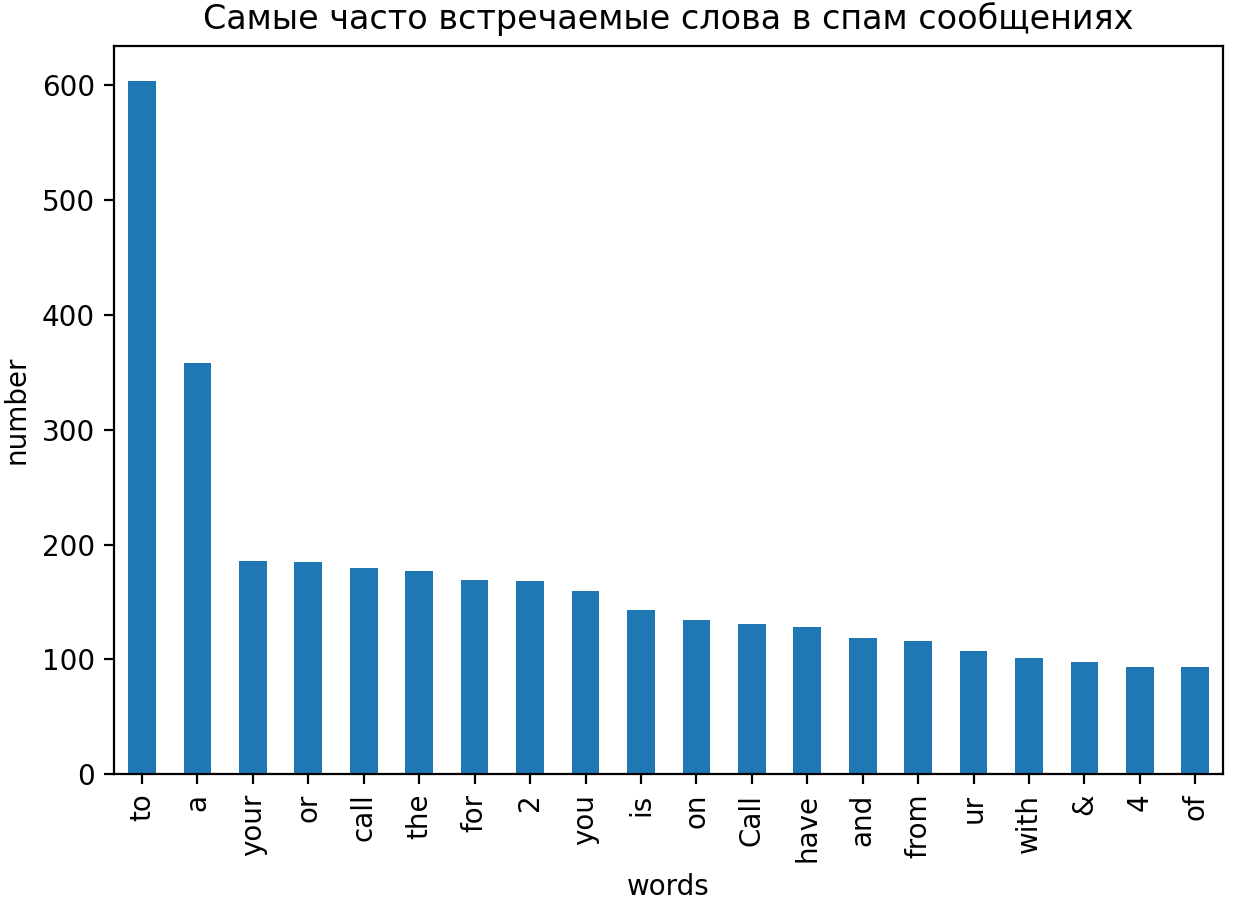 Самые часто встречаемые слова в спам сообщениях
number
600
500
400
300
200
100
0
to
a
your
or
call
the
for
2
you
is
on
Call
have
and
from
ur
with
&
4
of
words